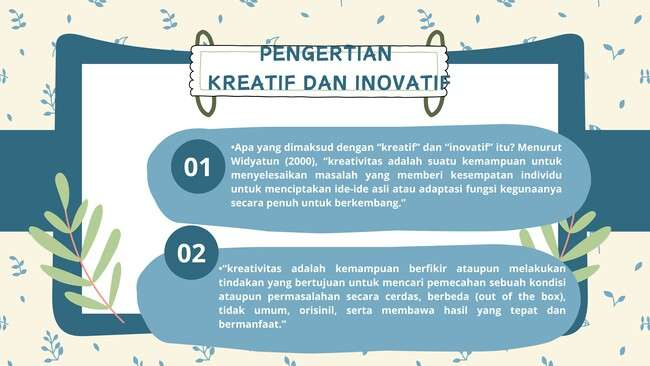 PENGERTIAN
KREATIF DAN INOVATIF
01
•Apa yang dimaksud dengan “kreatif” dan “inovatif” itu? Menurut
Widyatun (2000), “kreativitas adalah suatu kemampuan untuk
menyelesaikan masalah yang memberi kesempatan individu
untuk menciptakan ide-ide asli atau adaptasi fungsi kegunaanya
secara penuh untuk berkembang.”
02
•“kreativitas adalah kemampuan berfikir ataupun melakukan
tindakan yang bertujuan untuk mencari pemecahan sebuah kondisi
ataupun permasalahan secara cerdas, berbeda (out of the box),
tidak umum, orisinil, serta membawa hasil yang tepat dan
bermanfaat.”